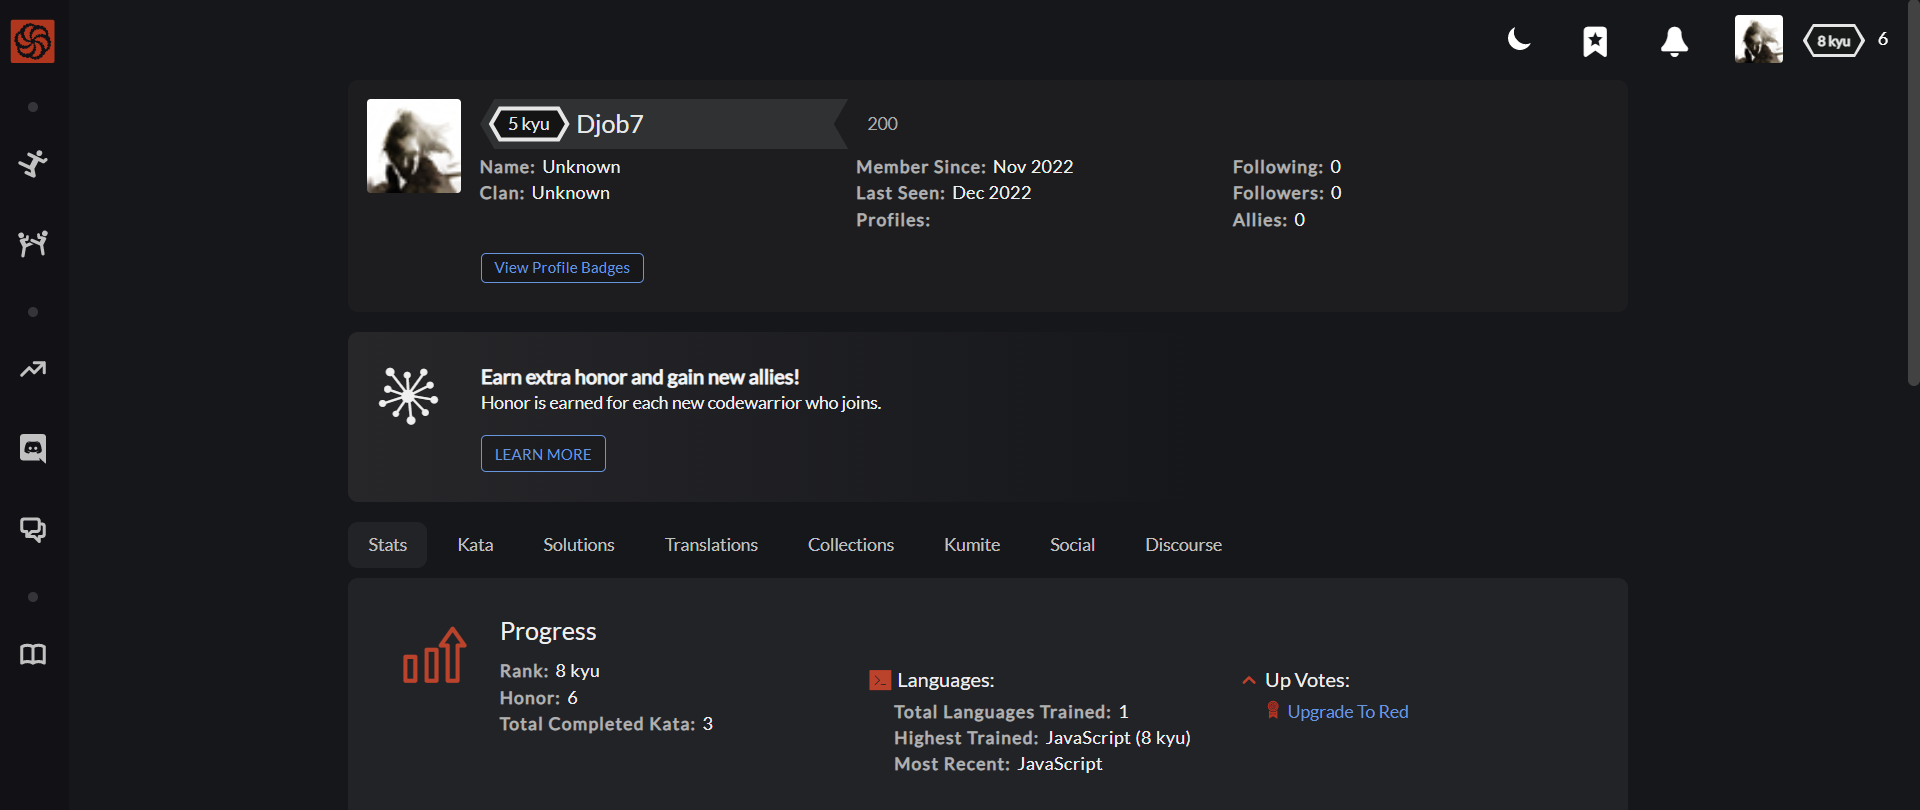 8 kyu 6
5 kyu Djob7 200
Name: Unknown
Clan: Unknown
Member Since: Nov 2022
Last Seen: Dec 2022
Profiles:
Following: 0
Followers: 0
Allies: 0
View Profile Badges
Earn extra honor and gain new allies!
Honor is earned for each new codewarrior who joins.
LEARN MORE
Stats Kata Solutions Translations Collections Kumite Social Discourse
Progress
Rank: 8 kyu
Honor: 6
Total Completed Kata: 3
Languages:
Total Languages Trained: 1
Highest Trained: JavaScript (8 kyu)
Most Recent: JavaScript
Up Votes:
Upgrade To Red